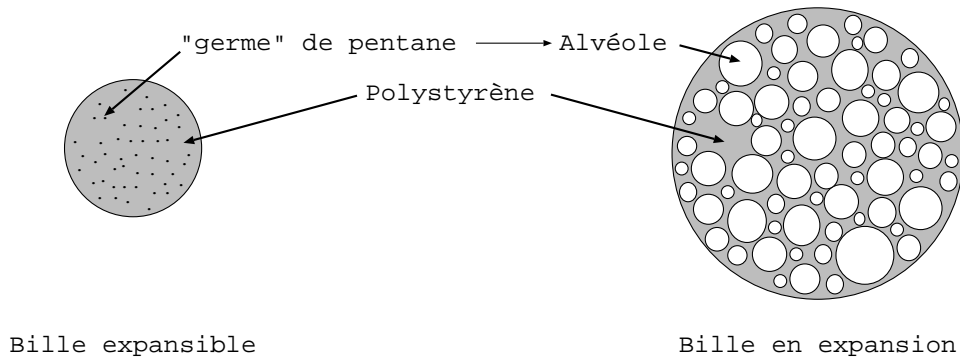 "germe" de pentane
Alvéole
Polystyrène
Bille expansible
Bille en expansion